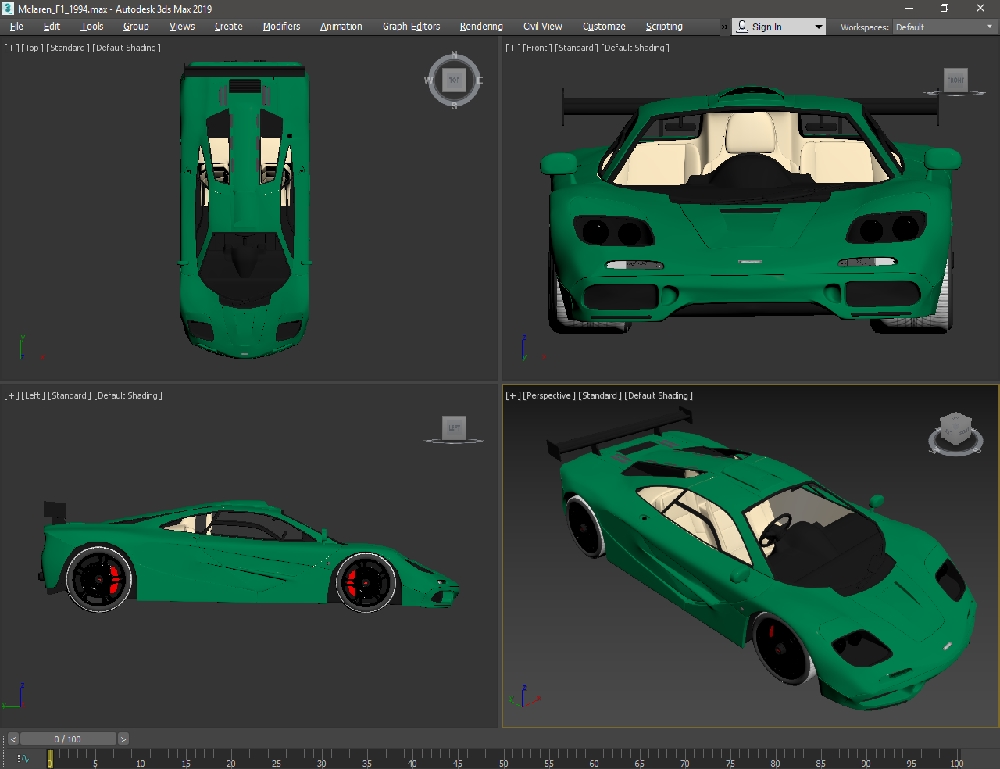 Mclaren_F1_1994.max - Autodesk 3ds Max 2019
File Edit Tools Group Views Create Modifiers Animation Graph Editors Rendering Civil View Customize Scripting » Sign In Workspaces: Default
[+] [Top] [Standard] [Default Shading]
[+] [Front] [Standard] [Default Shading]
N
W TOP E
S
FRONT
[+] [Left] [Standard] [Default Shading]
[+] [Perspective] [Standard] [Default Shading]
LEFT
< 0 / 100 >
0 5 10 15 20 25 30 35 40 45 50 55 60 65 70 75 80 85 90 95 100